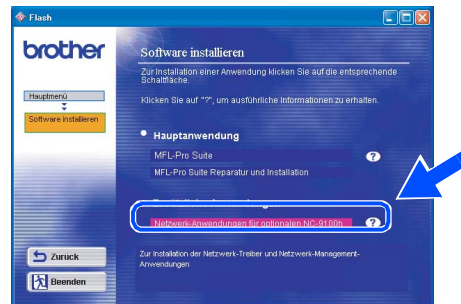 Flash
brother
Software installieren
Zur Installation einer Anwendung klicken Sie auf die entsprechende
Schaltfläche.
Klicken Sie auf "?", um ausführliche Informationen zu erhalten.
Hauptmenü
Software installieren
Hauptanwendung
MFL-Pro Suite
?
MFL-Pro Suite Reparatur und Installation
Netzwerk-Anwendungen für optionalen NC-9100h
?
Zur Installation der Netzwerk-Treiber und Netzwerk-Management-
Anwendungen
Zurück
Beenden